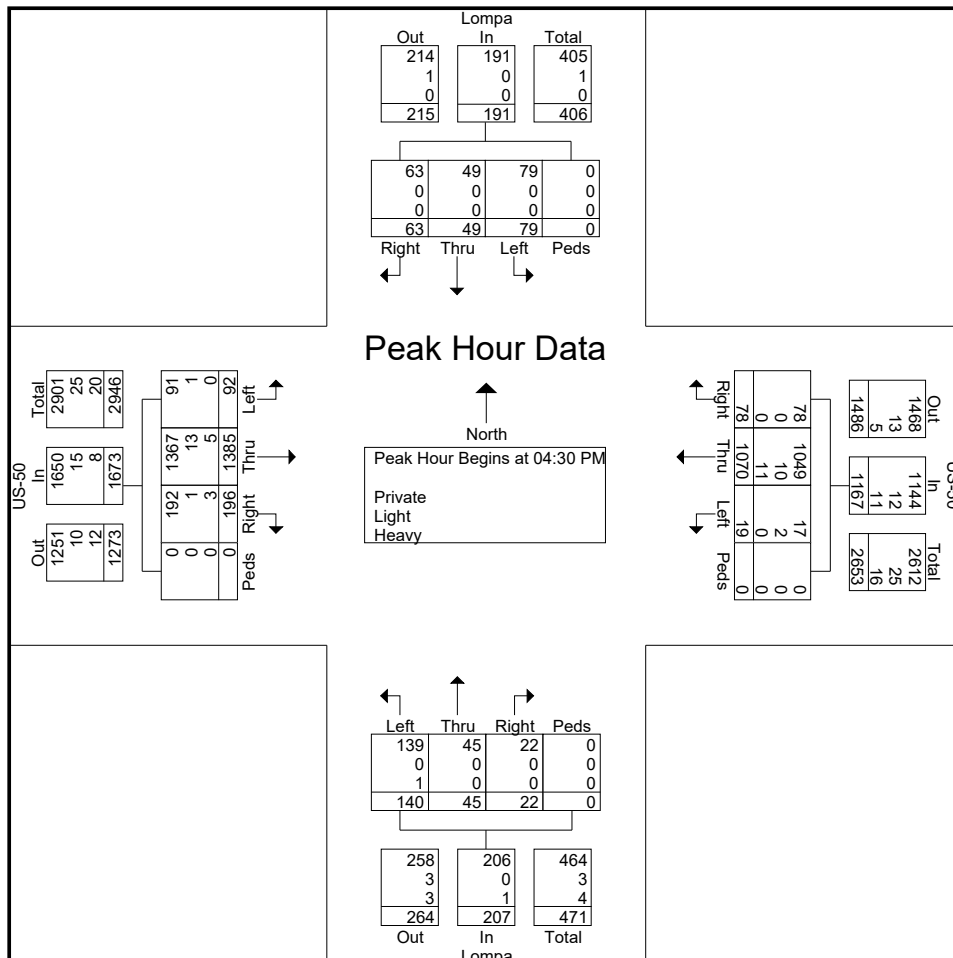 Lompa
Out In Total
214 191 405
1 0 1
0 0 0
215 191 406
63 49 79 0
0 0 0 0
0 0 0 0
63 49 79 0
Right Thru Left Peds
Peak Hour Data
North
Peak Hour Begins at 04:30 PM
Private
Light
Heavy
US-50
Total
2901
25
20
2946
In
1650
15
8
1673
Out
1251
10
12
1273
91
1
0
92
Left
1367
13
5
1385
Thru
192
1
3
196
Right
0
0
0
0
Peds
Right
78
0
0
78
Thru
1049
10
11
1070
Left
17
2
0
19
Peds
0
0
0
0
Out
1468
13
5
1486
In
1144
12
11
1167
Total
2612
25
16
2653
Left Thru Right Peds
139 45 22 0
0 0 0 0
1 0 0 0
140 45 22 0
258 206 464
3 0 3
3 1 4
264 207 471
Out In Total
Lompa